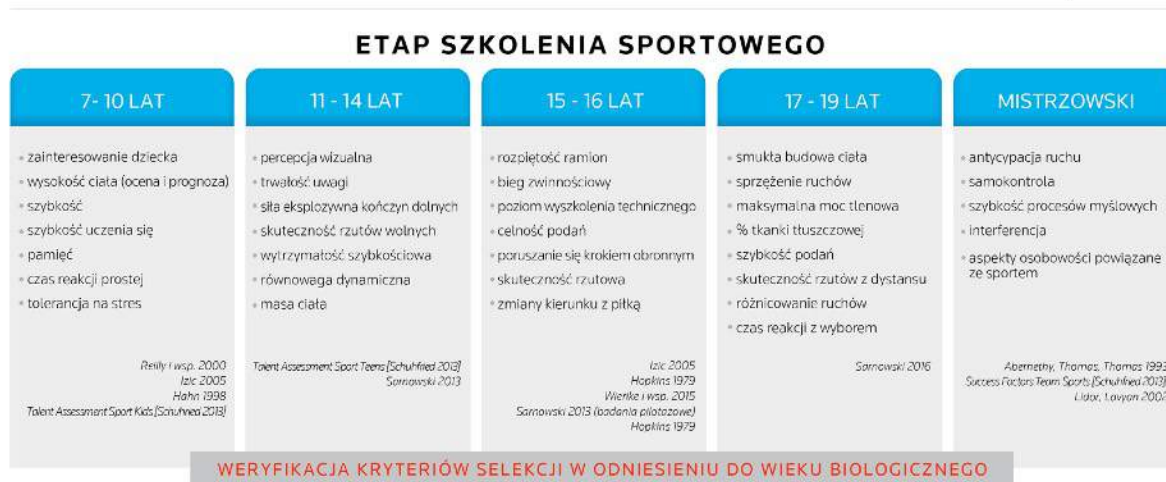 ETAP SZKOLENIA SPORTOWEGO
7- 10 LAT
• zainteresowanie dziecka
• wysokość ciała (ocena i prognoza)
• szybkość
• szybkość uczenia się
• pamięć
• czas reakcji prostej
• tolerancja na stres
Reilly i wsp. 2000
Izic 2005
Hahn 1998
Talent Assessment Sport Kids [Schuhfried 2013]
11 - 14 LAT
• percepcja wizualna
• trwałość uwagi
• siła eksplozywna kończyn dolnych
• skuteczność rzutów wolnych
• wytrzymałość szybkościowa
• równowaga dynamiczna
• masa ciała
Talent Assessment Sport Teens [Schuhfried 2013]
Sarnowski 2013
15 - 16 LAT
• rozpiętość ramion
• bieg zwinnościowy
• poziom wyszkolenia technicznego
• celność podań
• poruszanie się krokiem obronnym
• skuteczność rzutowa
• zmiany kierunku z piłką
Izic 2005
Hopkins 1979
Wierike i wsp. 2015
Sarnowski 2013 (badania pilotażowe)
Hopkins 1979
17 - 19 LAT
• smukła budowa ciała
• sprzężenie ruchów
• maksymalna moc tlenowa
• % tkanki tłuszczowej
• szybkość podań
• skuteczność rzutów z dystansu
• różnicowanie ruchów
• czas reakcji z wyborem
Sarnowski 2016
MISTRZOWSKI
• antycypacja ruchu
• samokontrola
• szybkość procesów myślowych
• interferencja
• aspekty osobowości powiązane
ze sportem
Abernethy, Thomas, Thomas 1993
Success Factors Team Sports [Schuhfried 2013]
Lidor, Lavyan 2002
WERYFIKACJA KRYTERIÓW SELEKCJI W ODNIESIENIU DO WIEKU BIOLOGICZNEGO